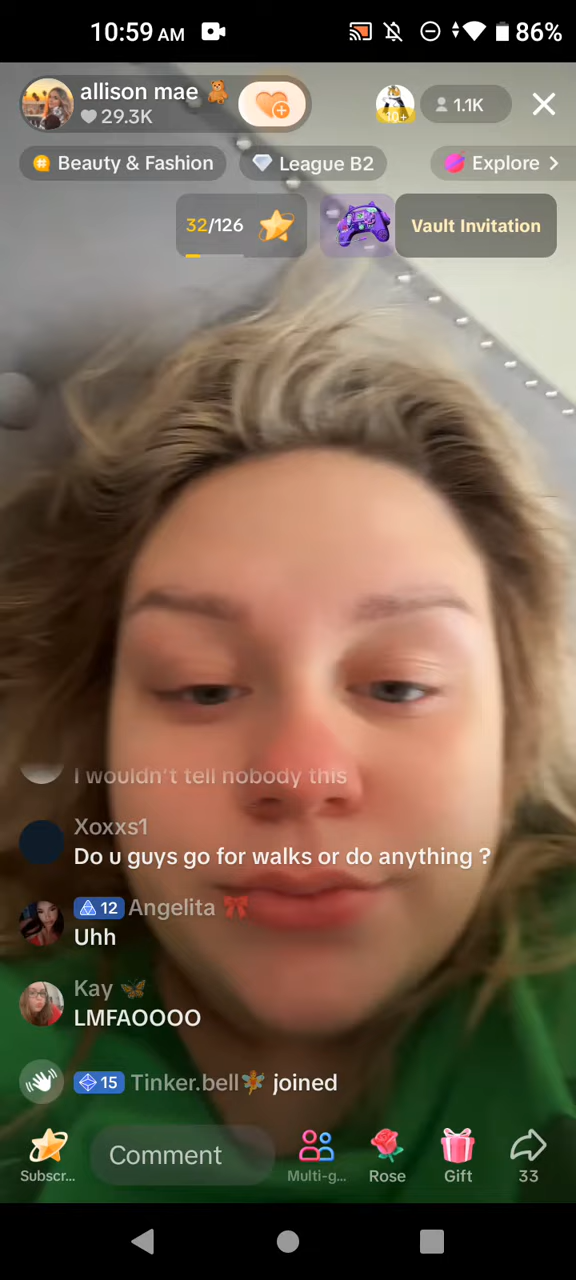 10:59 AM
86%
allison mae 🧸
29.3K
10+
1.1K
Beauty & Fashion
League B2
Explore >
32/126
Vault Invitation
I wouldn't tell nobody this
Xoxxs1
Do u guys go for walks or do anything ?
12 Angelita 🎀
Uhh
Kay 🦋
LMFAOOOO
15 Tinker.bell🧚 joined
Comment
Subscr...
Multi-g...
Rose
Gift
33